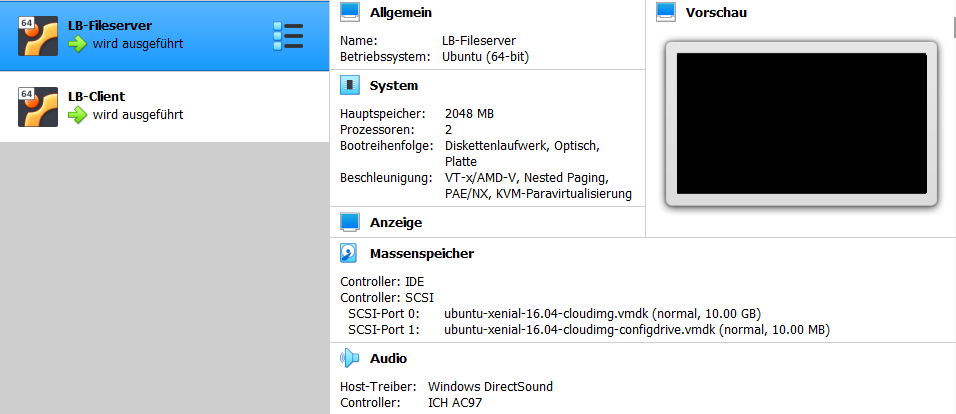 64
LB-Fileserver
wird ausgeführt
64
LB-Client
wird ausgeführt
Allgemein
Name: LB-Fileserver
Betriebssystem: Ubuntu (64-bit)
System
Hauptspeicher: 2048 MB
Prozessoren: 2
Bootreihenfolge: Diskettenlaufwerk, Optisch,
Platte
Beschleunigung: VT-x/AMD-V, Nested Paging,
PAE/NX, KVM-Paravirtualisierung
Anzeige
Vorschau
Massenspeicher
Controller: IDE
Controller: SCSI
SCSI-Port 0: ubuntu-xenial-16.04-cloudimg.vmdk (normal, 10.00 GB)
SCSI-Port 1: ubuntu-xenial-16.04-cloudimg-configdrive.vmdk (normal, 10.00 MB)
Audio
Host-Treiber: Windows DirectSound
Controller: ICH AC97